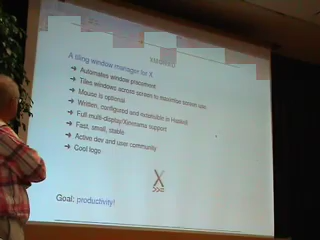 xmonad
A tiling window manager for X
➔ Automates window placement
➔ Tiles windows across screen to maximise screen use
➔ Mouse is optional
➔ Written, configured and extensible in Haskell
➔ Full multi-display/Xinerama support
➔ Fast, small, stable
➔ Active dev and user community
➔ Cool logo
Goal: productivity!